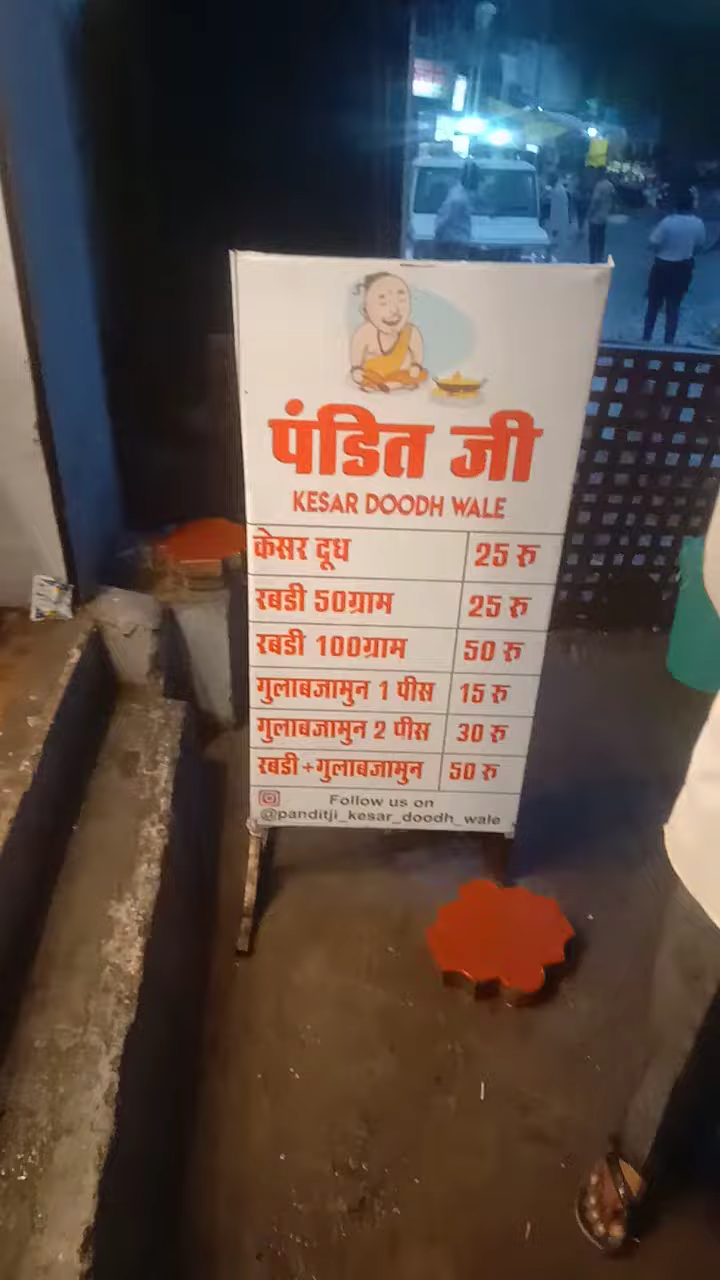 पंडित जी
KESAR DOODH WALE
केसर दूध 25 रु
रबडी 50ग्राम 25 रु
रबडी 100ग्राम 50 रु
गुलाबजामुन 1 पीस 15 रु
गुलाबजामुन 2 पीस 30 रु
रबडी+गुलाबजामुन 50 रु
Follow us on
@panditji_kesar_doodh_wale